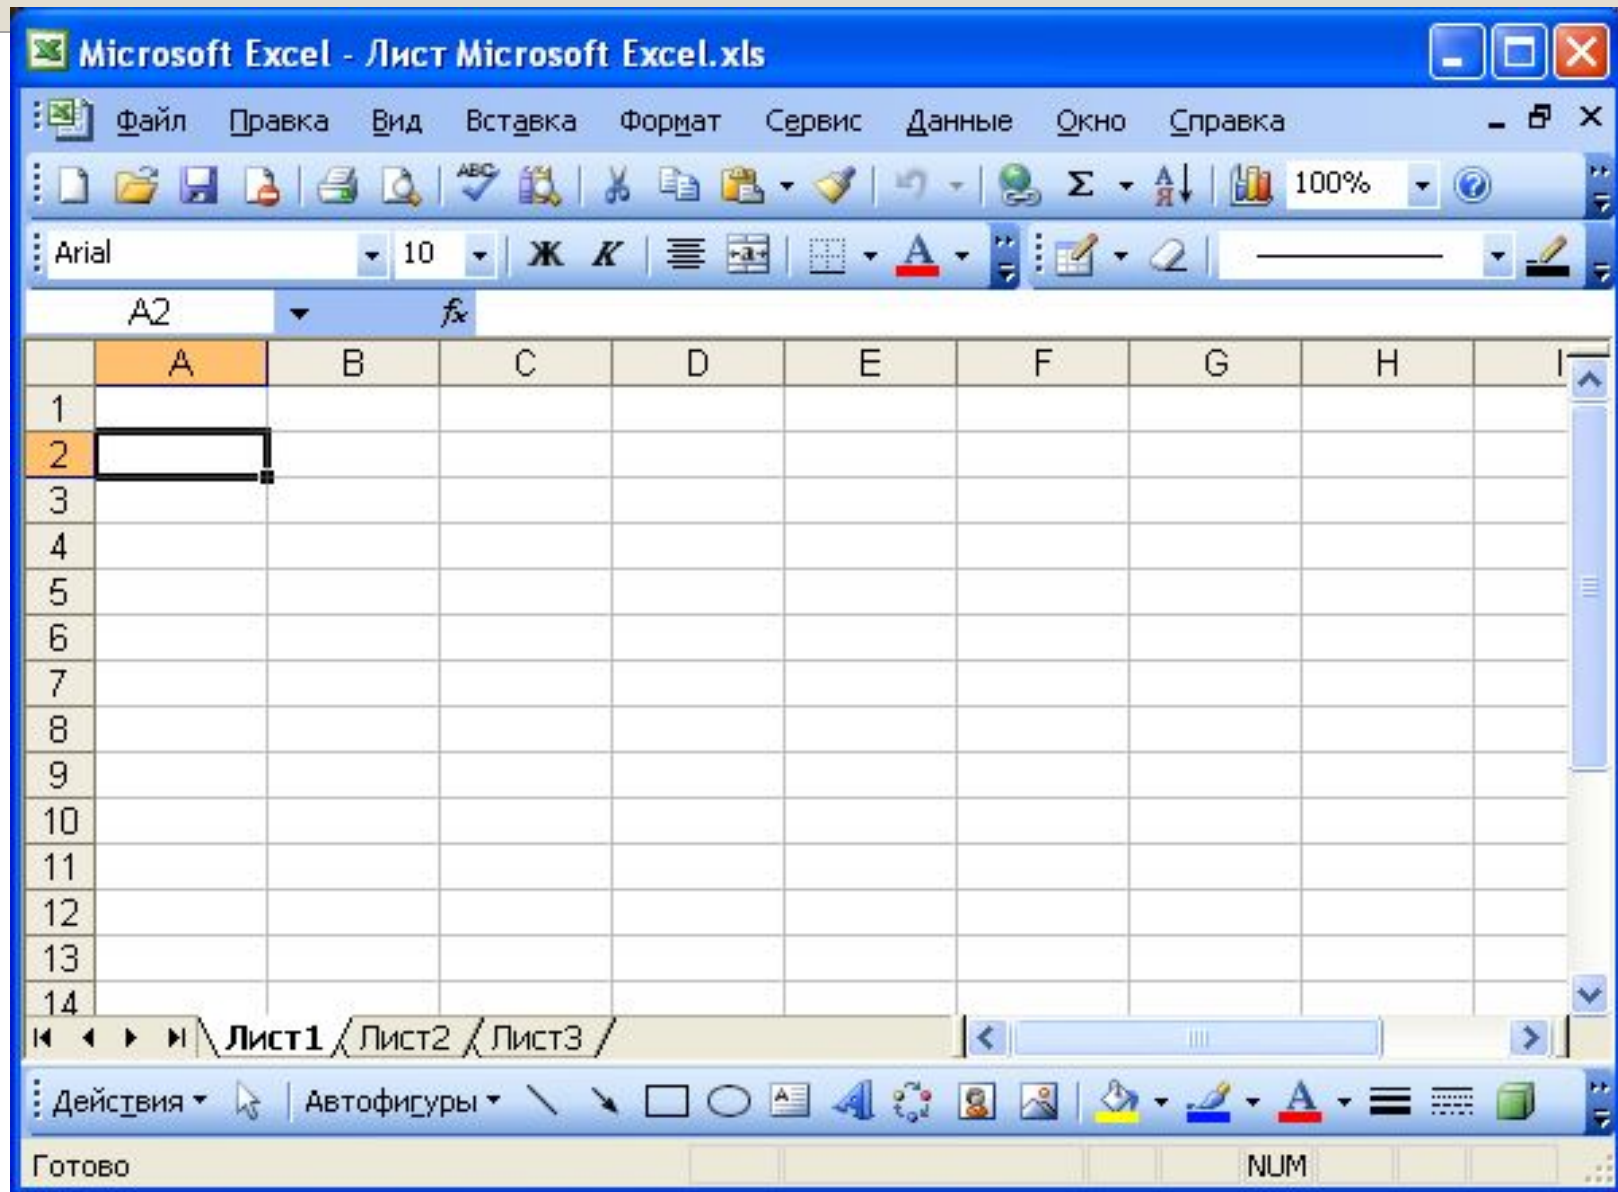 Microsoft Excel - Лист Microsoft Excel.xls
Файл Правка Вид Вставка Формат Сервис Данные Окно Справка
ABC Σ А Я 100%
Arial 10 Ж К a A
A2 fx
A B C D E F G H I
1
2
3
4
5
6
7
8
9
10
11
12
13
14
Лист1 Лист2 Лист3
Действия Автофигуры A A A
Готово NUM